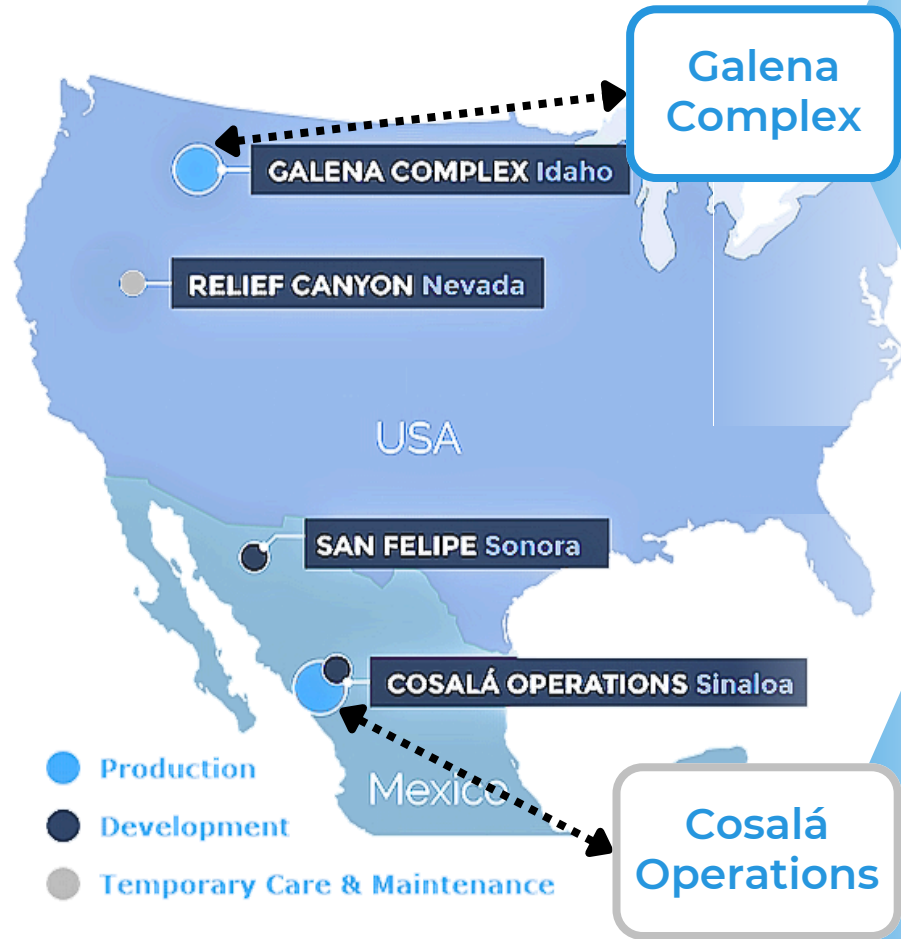 Galena
Complex
GALENA COMPLEX Idaho
RELIEF CANYON Nevada
USA
SAN FELIPE Sonora
COSALÁ OPERATIONS Sinaloa
Production
Mexico
Development
Temporary Care & Maintenance
Cosalá
Operations